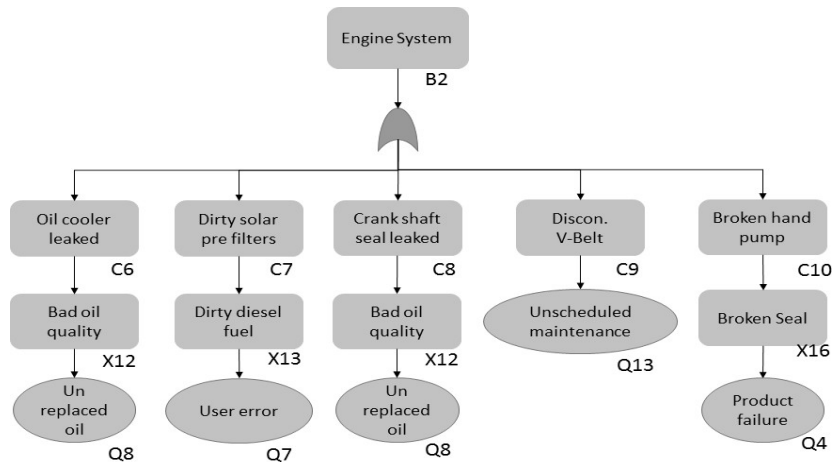 Engine System
B2
Oil cooler
leaked
C6
Dirty solar
pre filters
C7
Crank shaft
seal leaked
C8
Discon.
V-Belt
C9
Broken hand
pump
C10
Bad oil
quality
X12
Dirty diesel
fuel
X13
Bad oil
quality
X12
Unscheduled
maintenance
Q13
Broken Seal
X16
Un
replaced
oil
Q8
User error
Q7
Un
replaced
oil
Q8
Product
failure
Q4